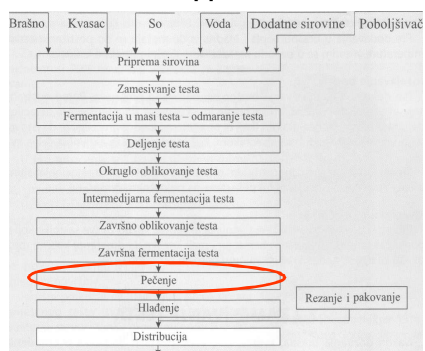 Brašno Kvasac So Voda Dodatne sirovine Poboljšivač
Priprema sirovina
Zamesivanje testa
Fermentacija u masi testa – odmaranje testa
Deljenje testa
Okruglo oblikovanje testa
Intermedijarna fermentacija testa
Završno oblikovanje testa
Završna fermentacija testa
Pečenje
Rezanje i pakovanje
Hlađenje
Distribucija